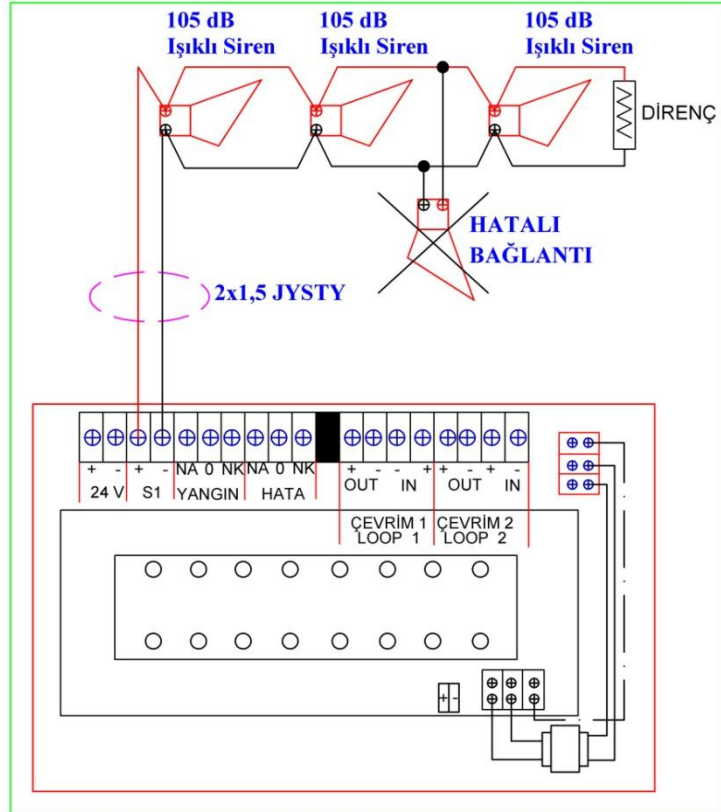 105 dB
Işıklı Siren
105 dB
Işıklı Siren
105 dB
Işıklı Siren
DİRENÇ
HATALI
BAĞLANTI
2x1,5 JYSTY
+ - + - NA 0 NK NA 0 NK + - - + + - + -
24 V S1 YANGIN HATA OUT IN OUT IN
ÇEVRİM 1 ÇEVRİM 2
LOOP 1 LOOP 2
+ -